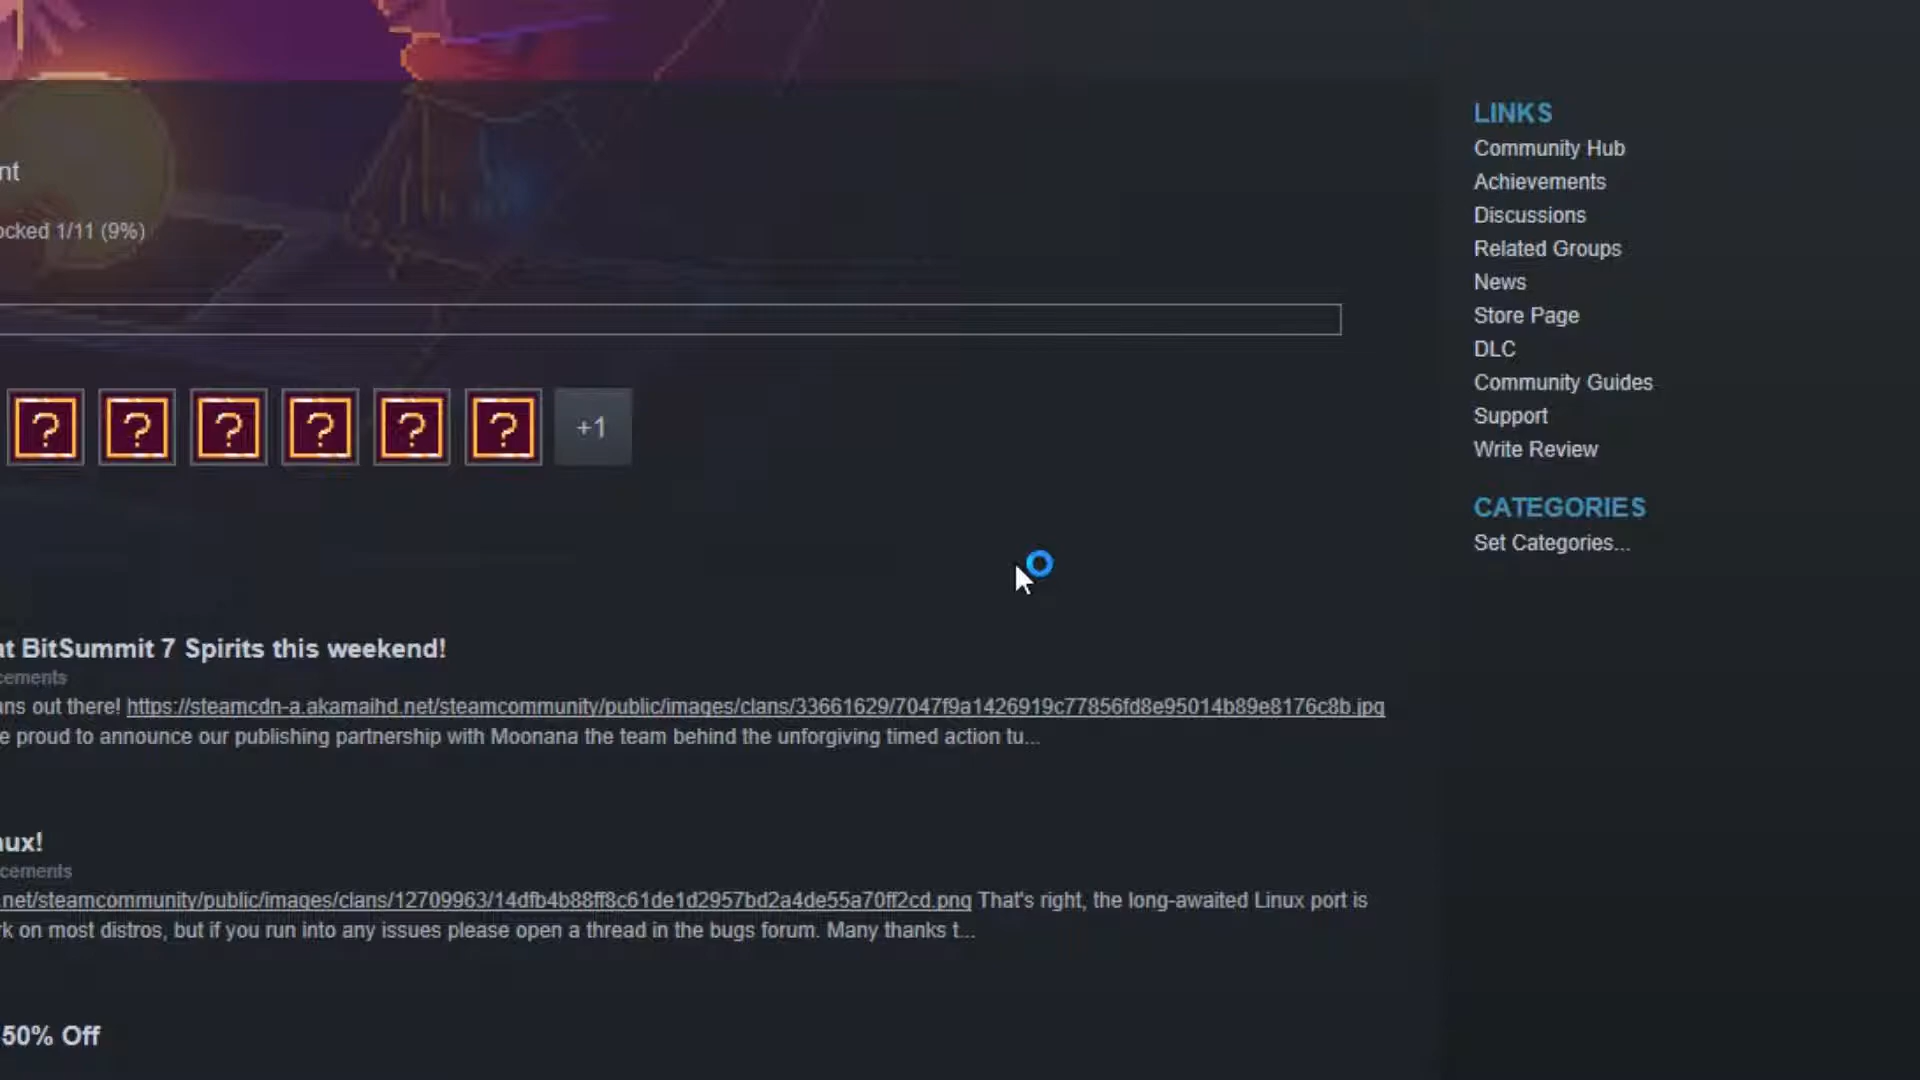 LINKS
Community Hub
Achievements
Discussions
Related Groups
News
Store Page
DLC
Community Guides
Support
Write Review
CATEGORIES
Set Categories...
nt
ocked 1/11 (9%)
? ? ? ? ? ? +1
at BitSummit 7 Spirits this weekend!
cements
ans out there! https://steamcdn-a.akamaihd.net/steamcommunity/public/images/clans/33661629/7047f9a1426919c77856fd8e95014b89e8176c8b.jpg
e proud to announce our publishing partnership with Moonana the team behind the unforgiving timed action tu...
nux!
cements
.net/steamcommunity/public/images/clans/12709963/14dfb4b88ff8c61de1d2957bd2a4de55a70ff2cd.png That's right, the long-awaited Linux port is
rk on most distros, but if you run into any issues please open a thread in the bugs forum. Many thanks t...
50% Off